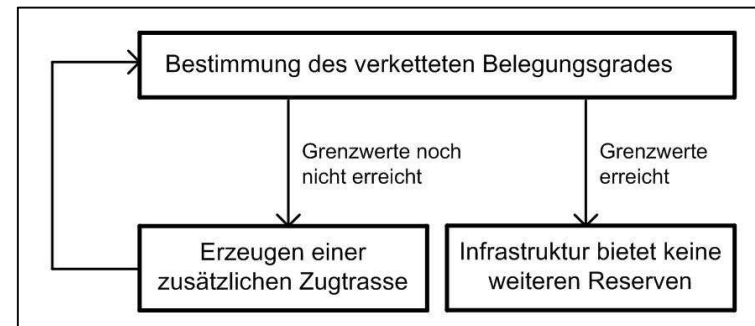 Bestimmung des verketteten Belegungsgrades
Grenzwerte noch
nicht erreicht
Grenzwerte
erreicht
Erzeugen einer
zusätzlichen Zugtrasse
Infrastruktur bietet keine
weiteren Reserven